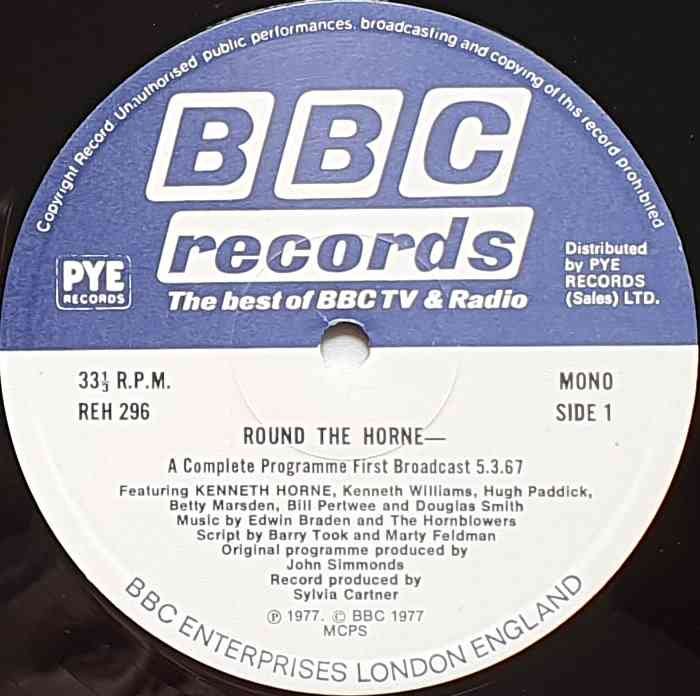 Copyright Record. Unauthorised public performances, broadcasting and copying of this record prohibited
BBC
records
The best of BBC TV & Radio
PYE
RECORDS
Distributed
by PYE
RECORDS
(Sales) LTD.
33⅓ R.P.M.
REH 296
MONO
SIDE 1
ROUND THE HORNE—
A Complete Programme First Broadcast 5.3.67
Featuring KENNETH HORNE, Kenneth Williams, Hugh Paddick,
Betty Marsden, Bill Pertwee and Douglas Smith
Music by Edwin Braden and The Hornblowers
Script by Barry Took and Marty Feldman
Original programme produced by
John Simmonds
Record produced by
Sylvia Cartner
℗ 1977. © BBC 1977
MCPS
BBC ENTERPRISES LONDON ENGLAND